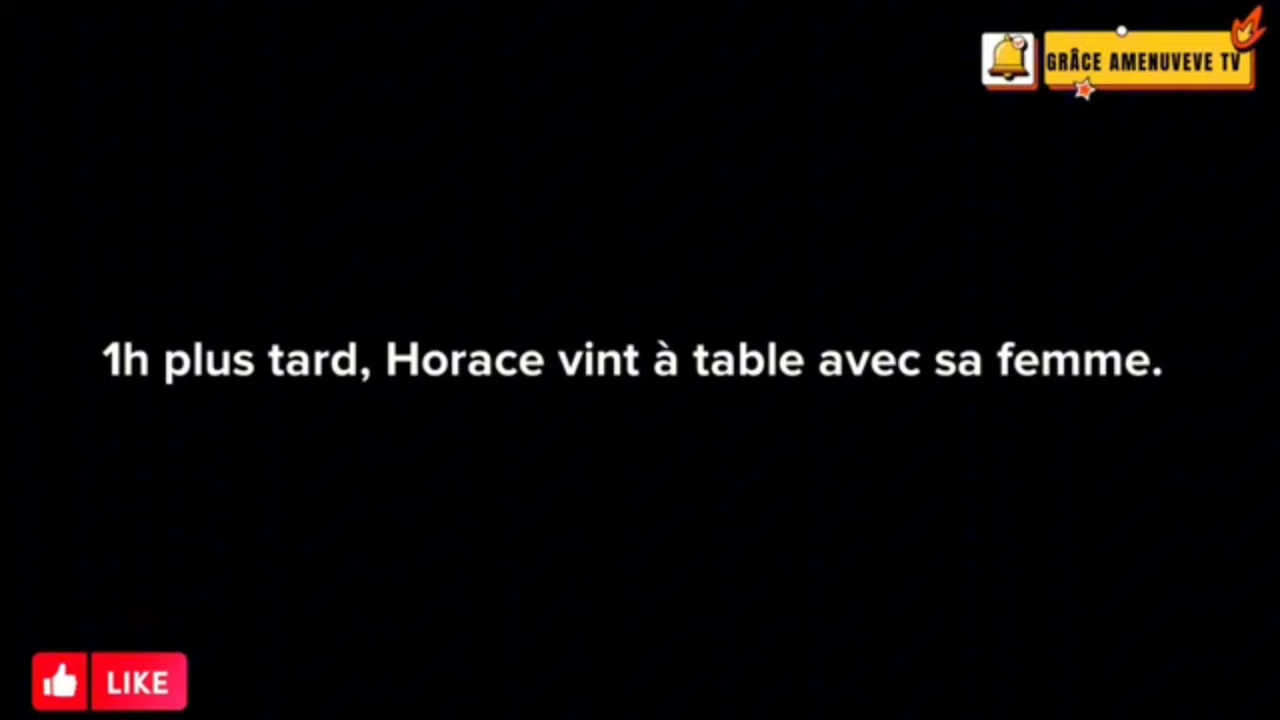 GRÂCE AMENUVEVE TV
1h plus tard, Horace vint à table avec sa femme.
LIKE